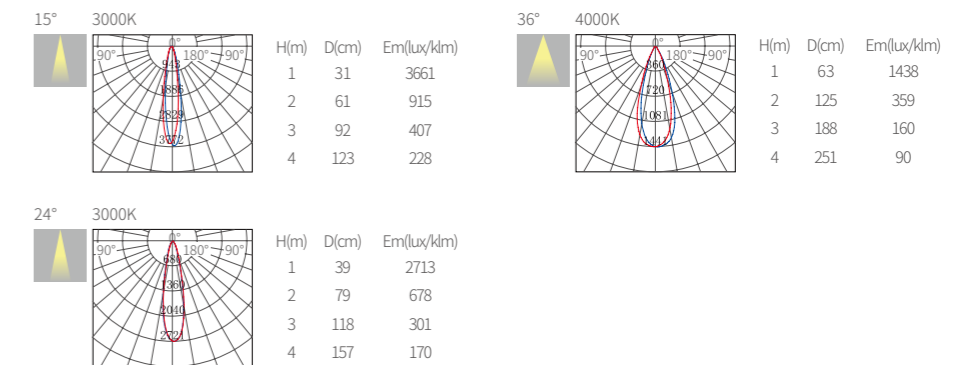 15° 3000K
0°
90° 180° 90°
943
1886
2829
3772
H(m) D(cm) Em(lux/klm)
1 31 3661
2 61 915
3 92 407
4 123 228
36° 4000K
0°
90° 180° 90°
360
720
1081
1441
H(m) D(cm) Em(lux/klm)
1 63 1438
2 125 359
3 188 160
4 251 90
24° 3000K
0°
90° 180° 90°
680
1360
2040
2721
H(m) D(cm) Em(lux/klm)
1 39 2713
2 79 678
3 118 301
4 157 170